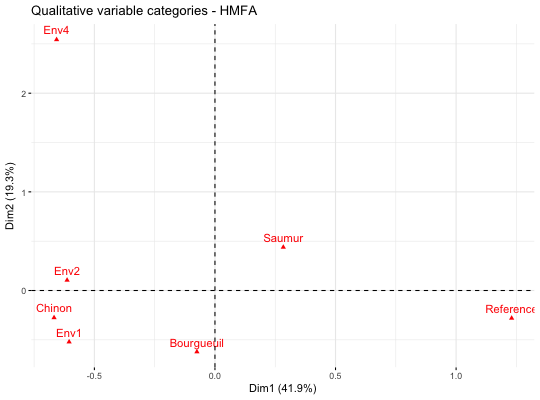 Qualitative variable categories - HMFA
Env4
2
1
Saumur
Env2
0
Chinon
Reference
Env1
Bourgueuil
-0.5
0.0
0.5
1.0
Dim1 (41.9%)
Dim2 (19.3%)